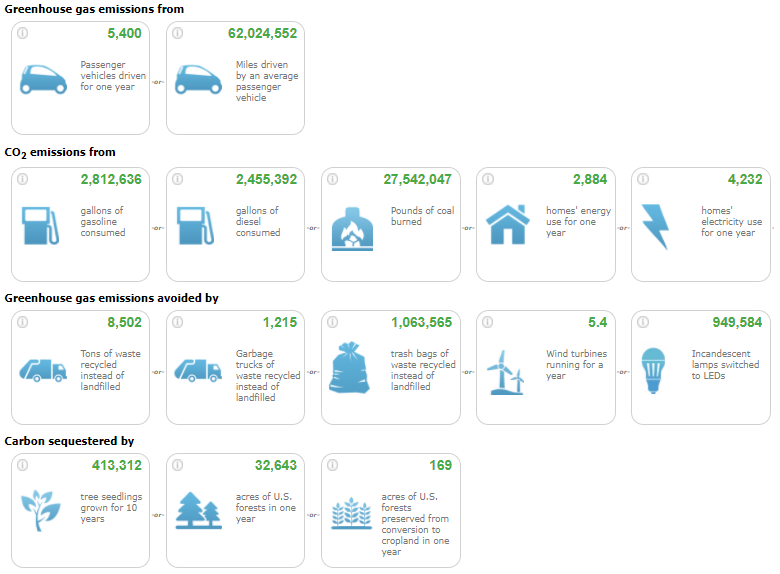 Greenhouse gas emissions from
5,400
Passenger
vehicles driven
for one year
-or-
62,024,552
Miles driven
by an average
passenger
vehicle
CO2 emissions from
2,812,636
gallons of
gasoline
consumed
-or-
2,455,392
gallons of
diesel
consumed
-or-
27,542,047
Pounds of coal
burned
-or-
2,884
homes' energy
use for one
year
-or-
4,232
homes'
electricity use
for one year
Greenhouse gas emissions avoided by
8,502
Tons of waste
recycled
instead of
landfilled
-or-
1,215
Garbage
trucks of
waste recycled
instead of
landfilled
-or-
1,063,565
trash bags of
waste recycled
instead of
landfilled
-or-
5.4
Wind turbines
running for a
year
-or-
949,584
Incandescent
lamps switched
to LEDs
Carbon sequestered by
413,312
tree seedlings
grown for 10
years
-or-
32,643
acres of U.S.
forests in one
year
-or-
169
acres of U.S.
forests
preserved from
conversion to
cropland in one
year